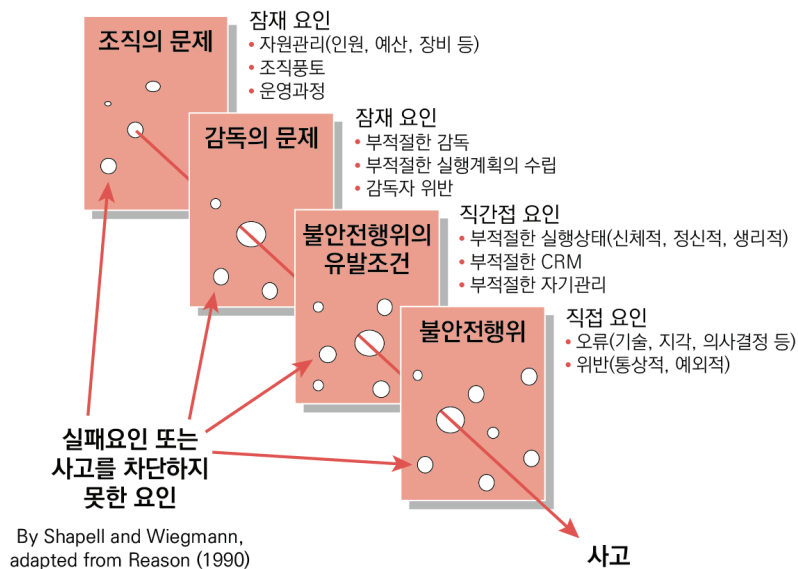 조직의 문제
잠재 요인
• 자원관리(인원, 예산, 장비 등)
• 조직풍토
• 운영과정
감독의 문제
잠재 요인
• 부적절한 감독
• 부적절한 실행계획의 수립
• 감독자 위반
불안전행위의
유발조건
직간접 요인
• 부적절한 실행상태(신체적, 정신적, 생리적)
• 부적절한 CRM
• 부적절한 자기관리
불안전행위
직접 요인
• 오류(기술, 지각, 의사결정 등)
• 위반(통상적, 예외적)
실패요인 또는
사고를 차단하지
못한 요인
By Shapell and Wiegmann,
adapted from Reason (1990)
사고